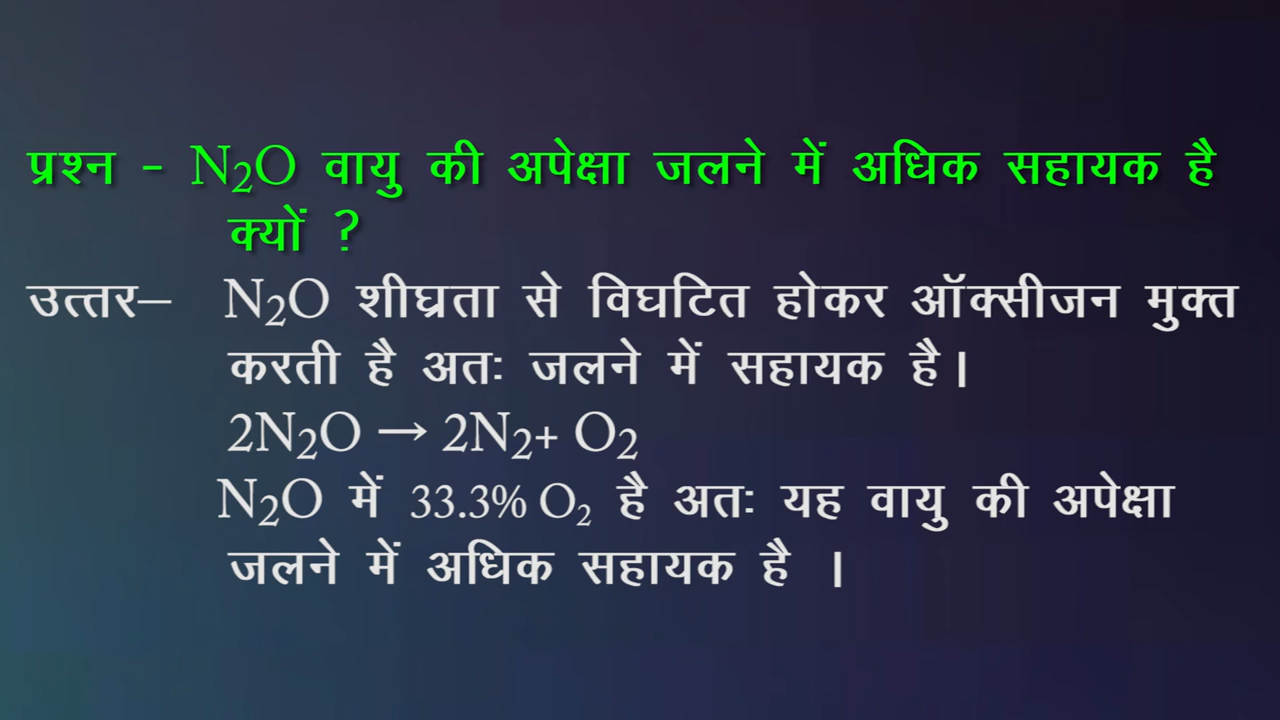 प्रश्न - N₂O वायु की अपेक्षा जलने में अधिक सहायक है
क्यों ?
उत्तर– N₂O शीघ्रता से विघटित होकर ऑक्सीजन मुक्त
करती है अतः जलने में सहायक है।
2N₂O → 2N₂+ O₂
N₂O में 33.3% O₂ है अतः यह वायु की अपेक्षा
जलने में अधिक सहायक है ।